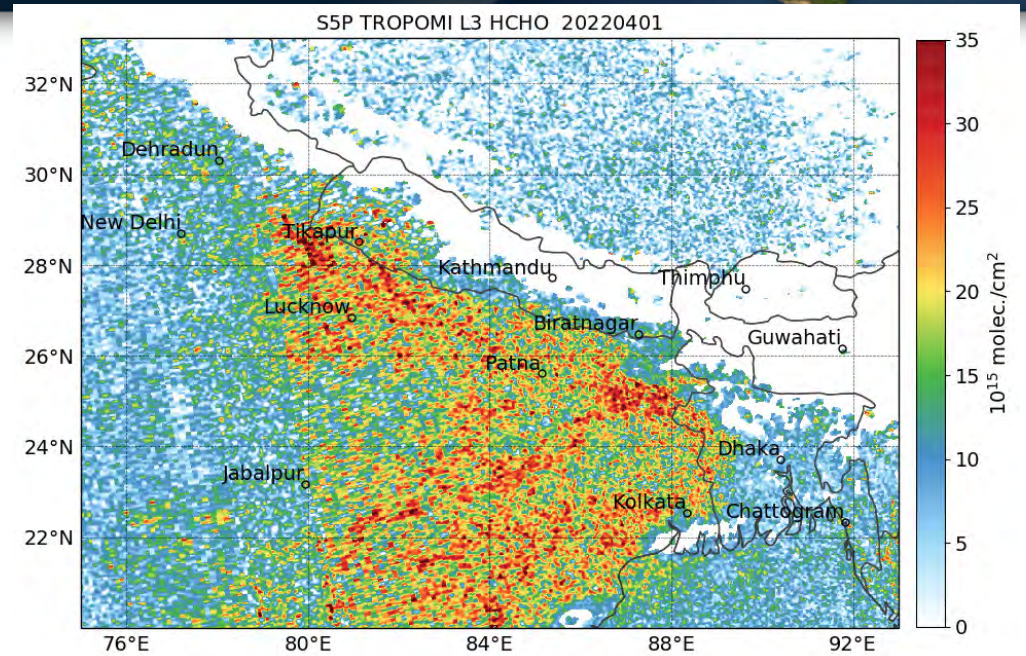 S5P TROPOMI L3 HCHO  20220401
32°N
30°N
28°N
26°N
24°N
22°N
76°E
80°E
84°E
88°E
92°E
Dehradun
New Delhi
Tikapur
Kathmandu
Thimphu
Lucknow
Biratnagar
Guwahati
Patna
Dhaka
Jabalpur
Kolkata
Chattogram
35
30
25
20
15
10
5
0
10¹⁵ molec./cm²